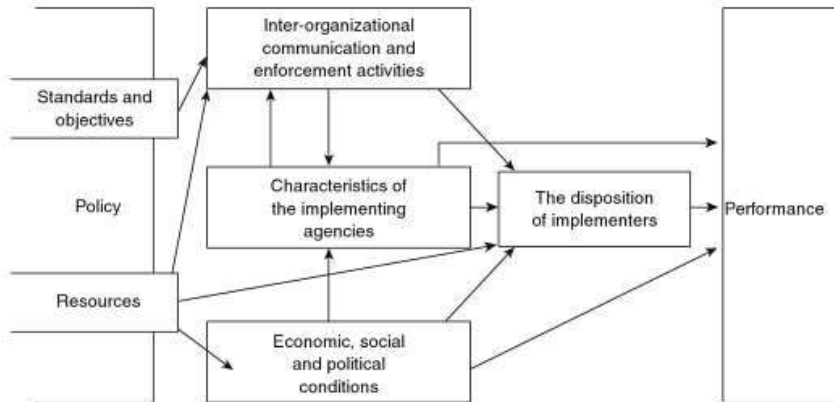 Inter-organizational
communication and
enforcement activities
Standards and
objectives
Policy
Characteristics of
the implementing
agencies
The disposition
of implementers
Performance
Resources
Economic, social
and political
conditions